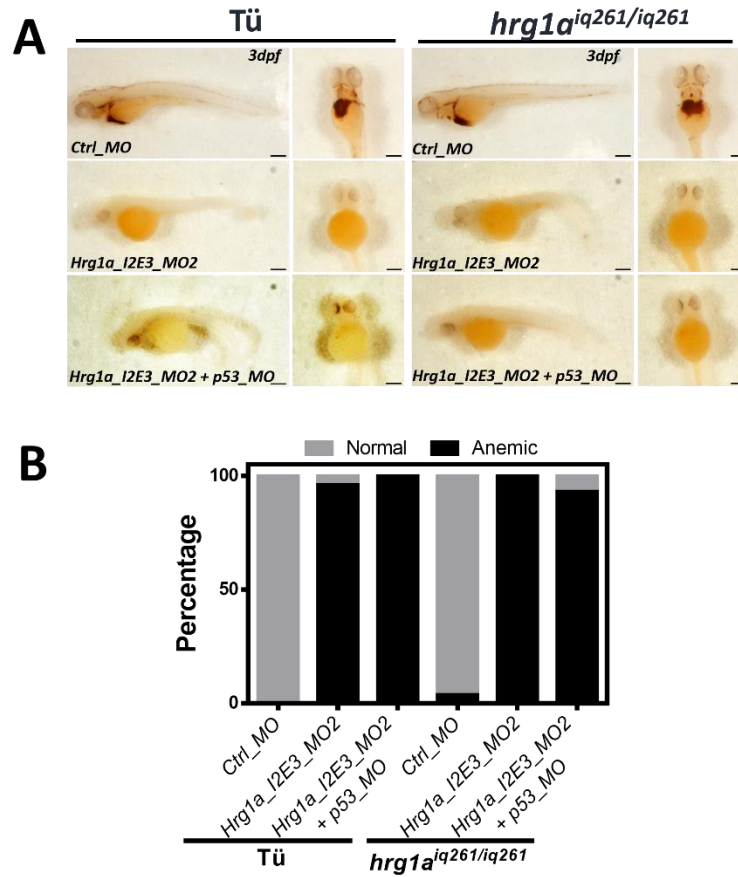 A
Tü
hrg1a^iq261/iq261
3dpf
3dpf
Ctrl_MO
Ctrl_MO
Hrg1a_I2E3_MO2
Hrg1a_I2E3_MO2
Hrg1a_I2E3_MO2 + p53_MO
Hrg1a_I2E3_MO2 + p53_MO
B
Normal
Anemic
Percentage
100
50
0
Ctrl_MO
Hrg1a_I2E3_MO2
Hrg1a_I2E3_MO2
+ p53_MO
Ctrl_MO
Hrg1a_I2E3_MO2
Hrg1a_I2E3_MO2
+ p53_MO
Tü
hrg1a^iq261/iq261